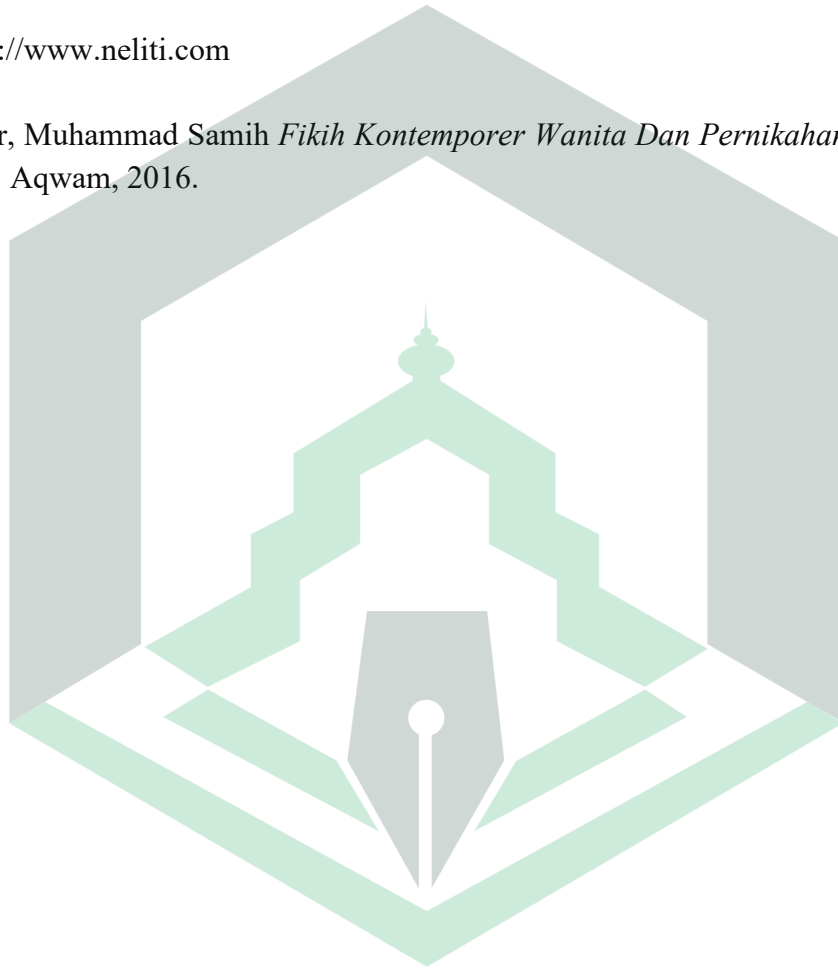 ://www.neliti.com
r, Muhammad Samih Fikih Kontemporer Wanita Dan Pernikahan
Aqwam, 2016.